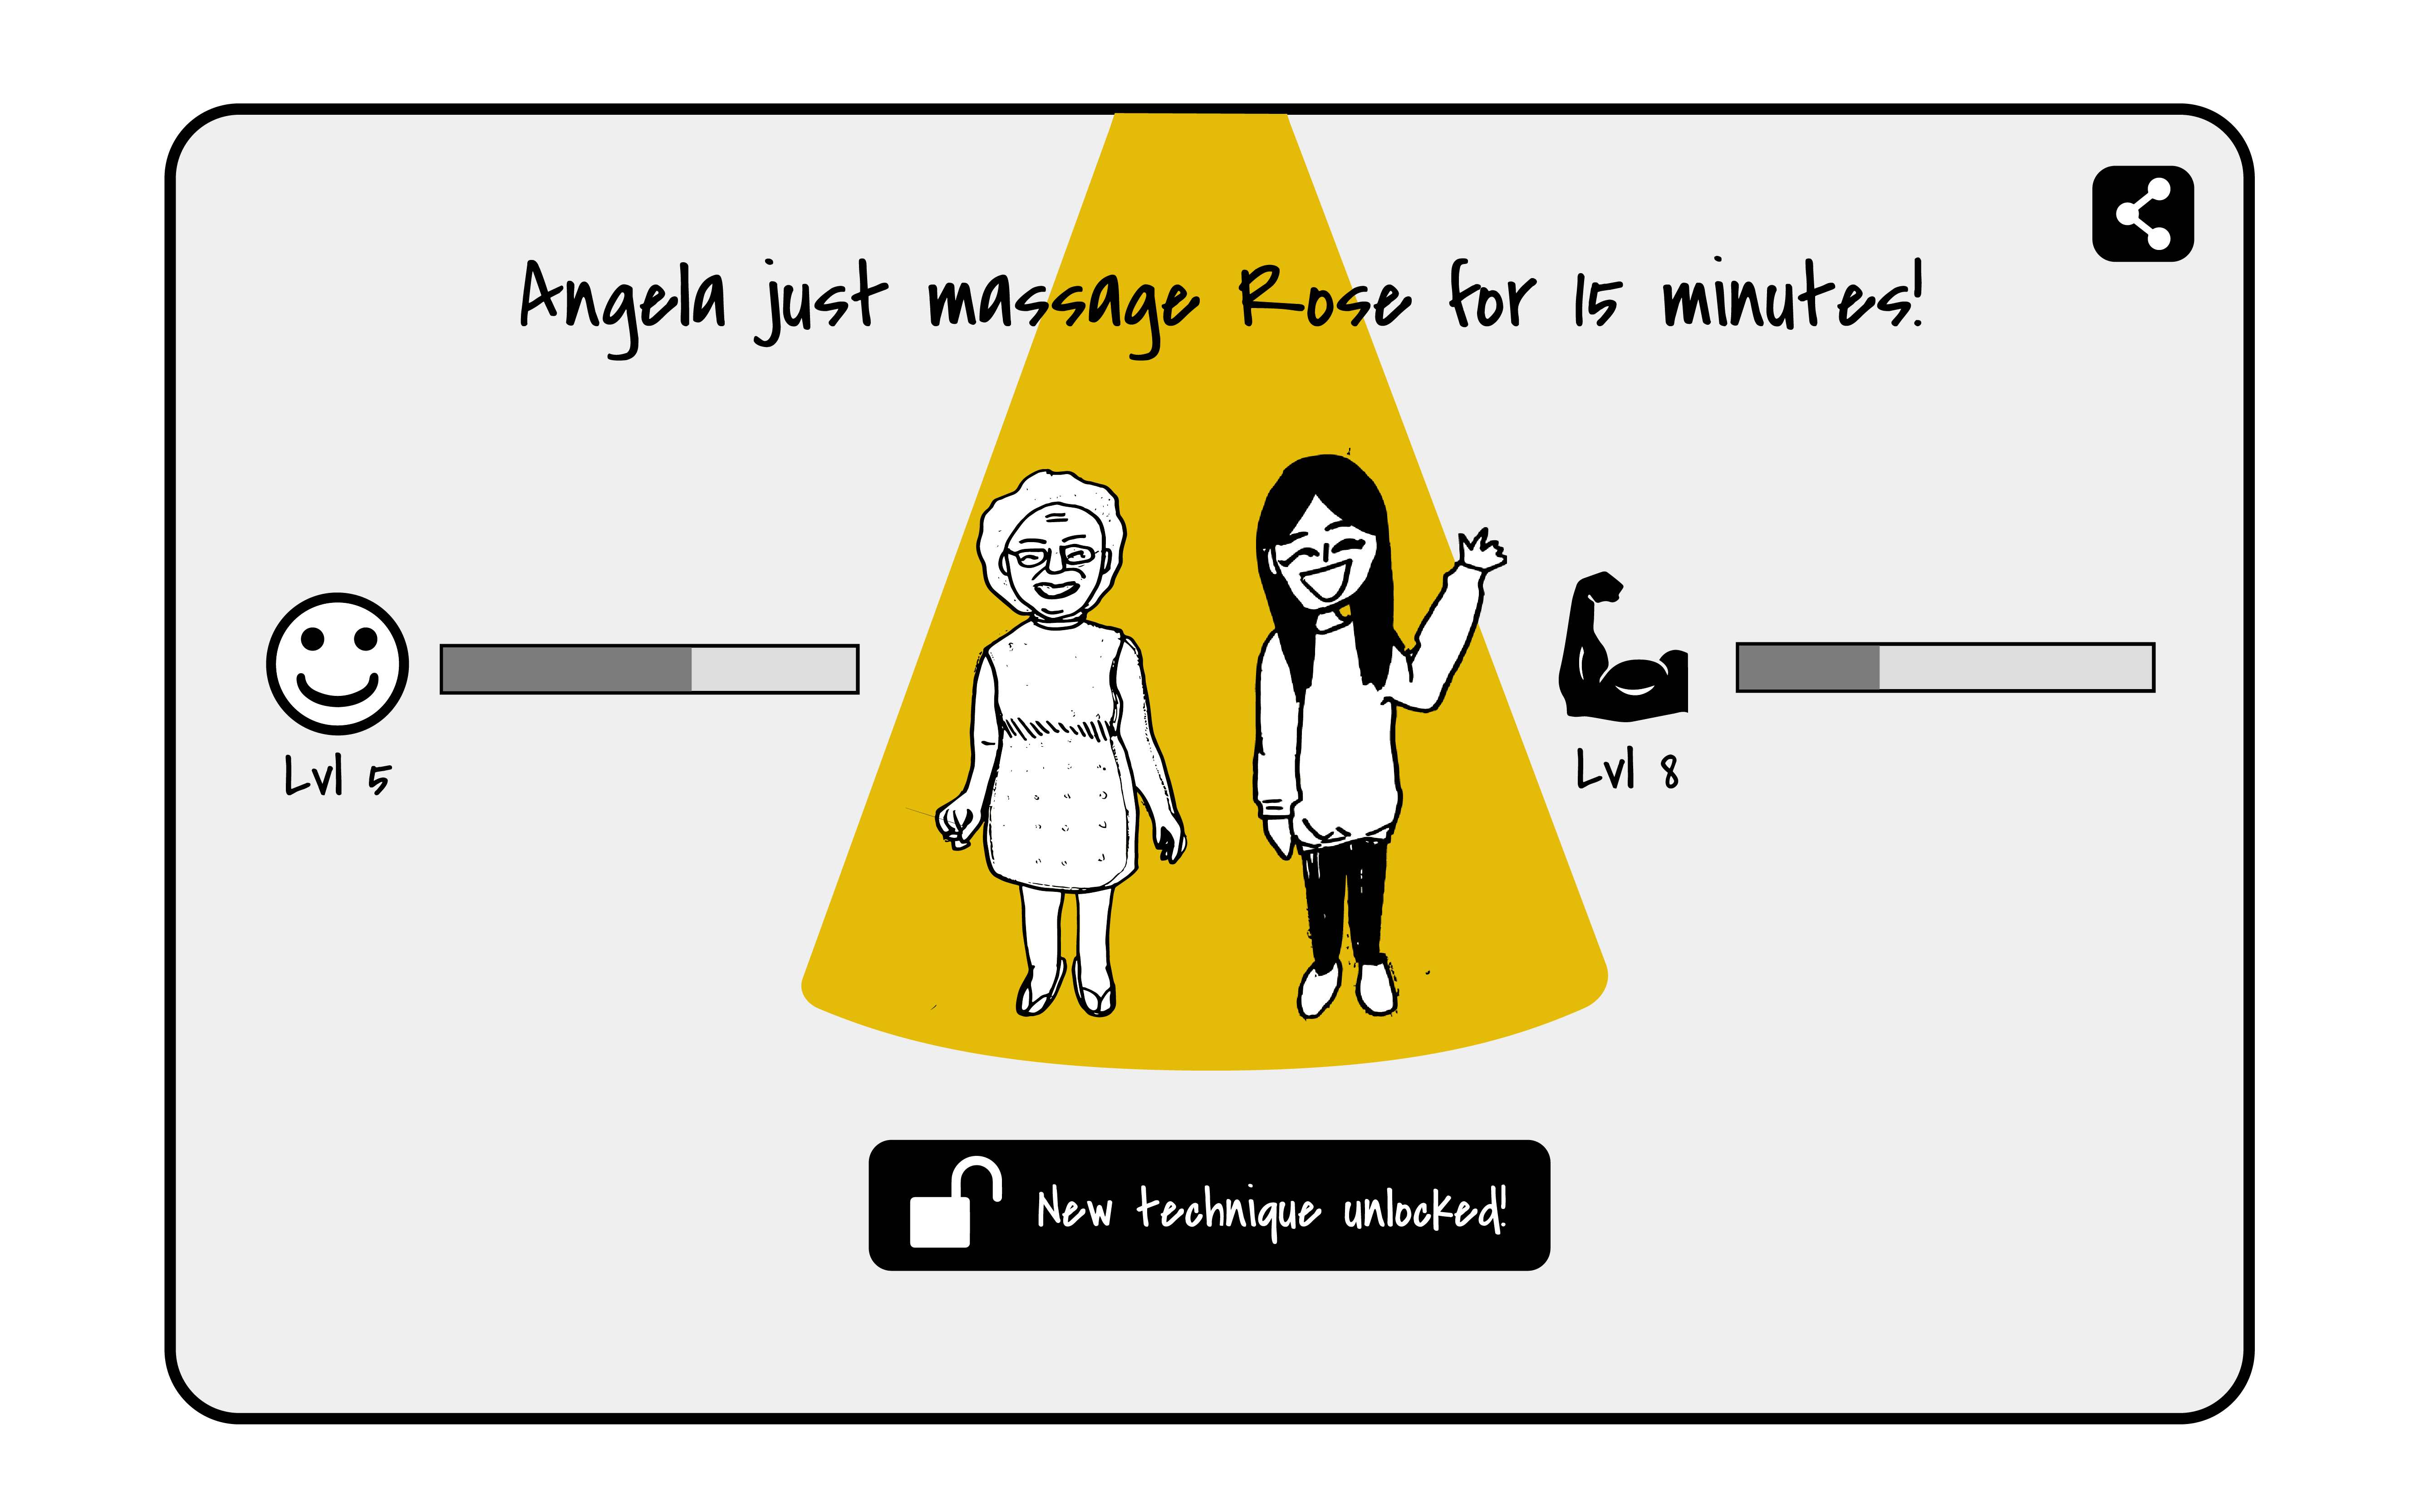 Angela just massage Rose for 15 minutes!
Lvl 5
Lvl 8
New technique unlocked!